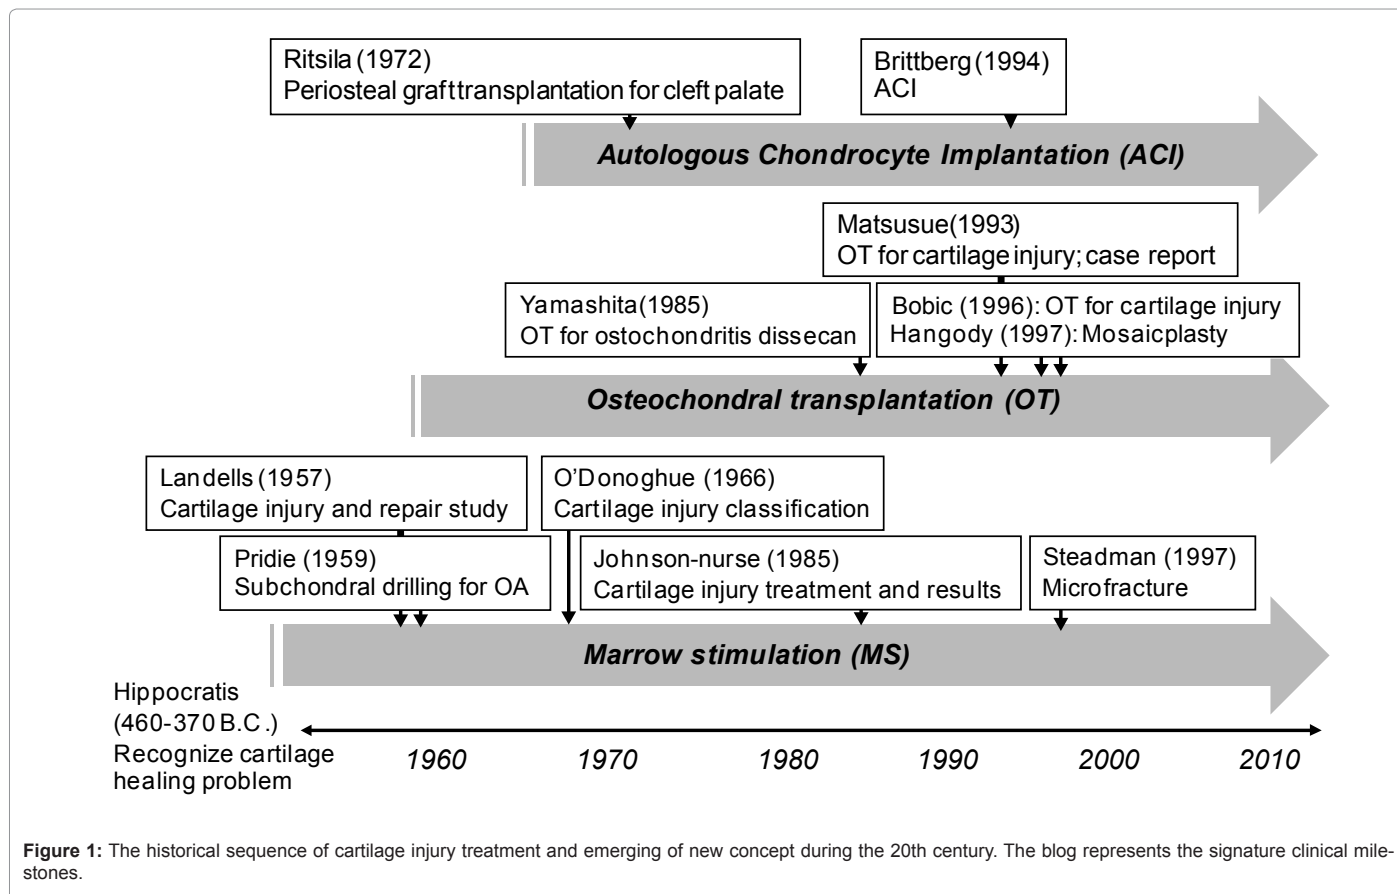 Ritsila (1972)
Periosteal graft transplantation for cleft palate
Brittberg (1994)
ACI
Autologous Chondrocyte Implantation (ACI)
Matsusue(1993)
OT for cartilage injury; case report
Yamashita(1985)
OT for ostochondritis dissecan
Bobic (1996): OT for cartilage injury
Hangody (1997): Mosaicplasty
Osteochondral transplantation (OT)
Landells (1957)
Cartilage injury and repair study
O'Donoghue (1966)
Cartilage injury classification
Pridie (1959)
Subchondral drilling for OA
Johnson-nurse (1985)
Cartilage injury treatment and results
Steadman (1997)
Microfracture
Marrow stimulation (MS)
Hippocratis
(460-370 B.C.)
Recognize cartilage
healing problem
1960 1970 1980 1990 2000 2010
Figure 1: The historical sequence of cartilage injury treatment and emerging of new concept during the 20th century. The blog represents the signature clinical mile-
stones.